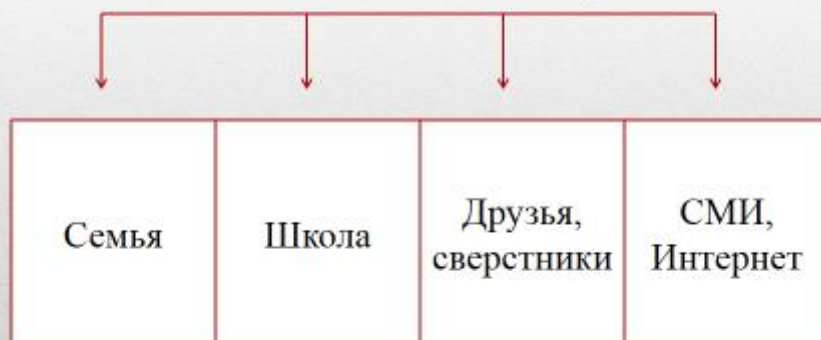 Семья
Школа
Друзья,
сверстники
СМИ,
Интернет